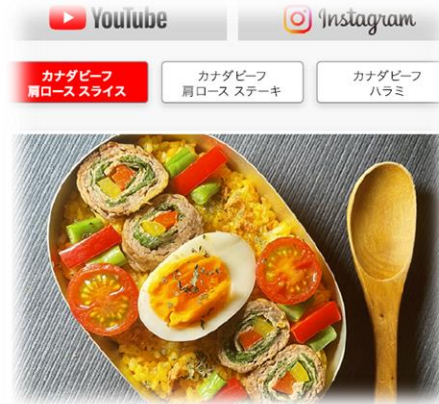 YouTube
Instagram
カナダビーフ
肩ロース スライス
カナダビーフ
肩ロース ステーキ
カナダビーフ
ハラミ